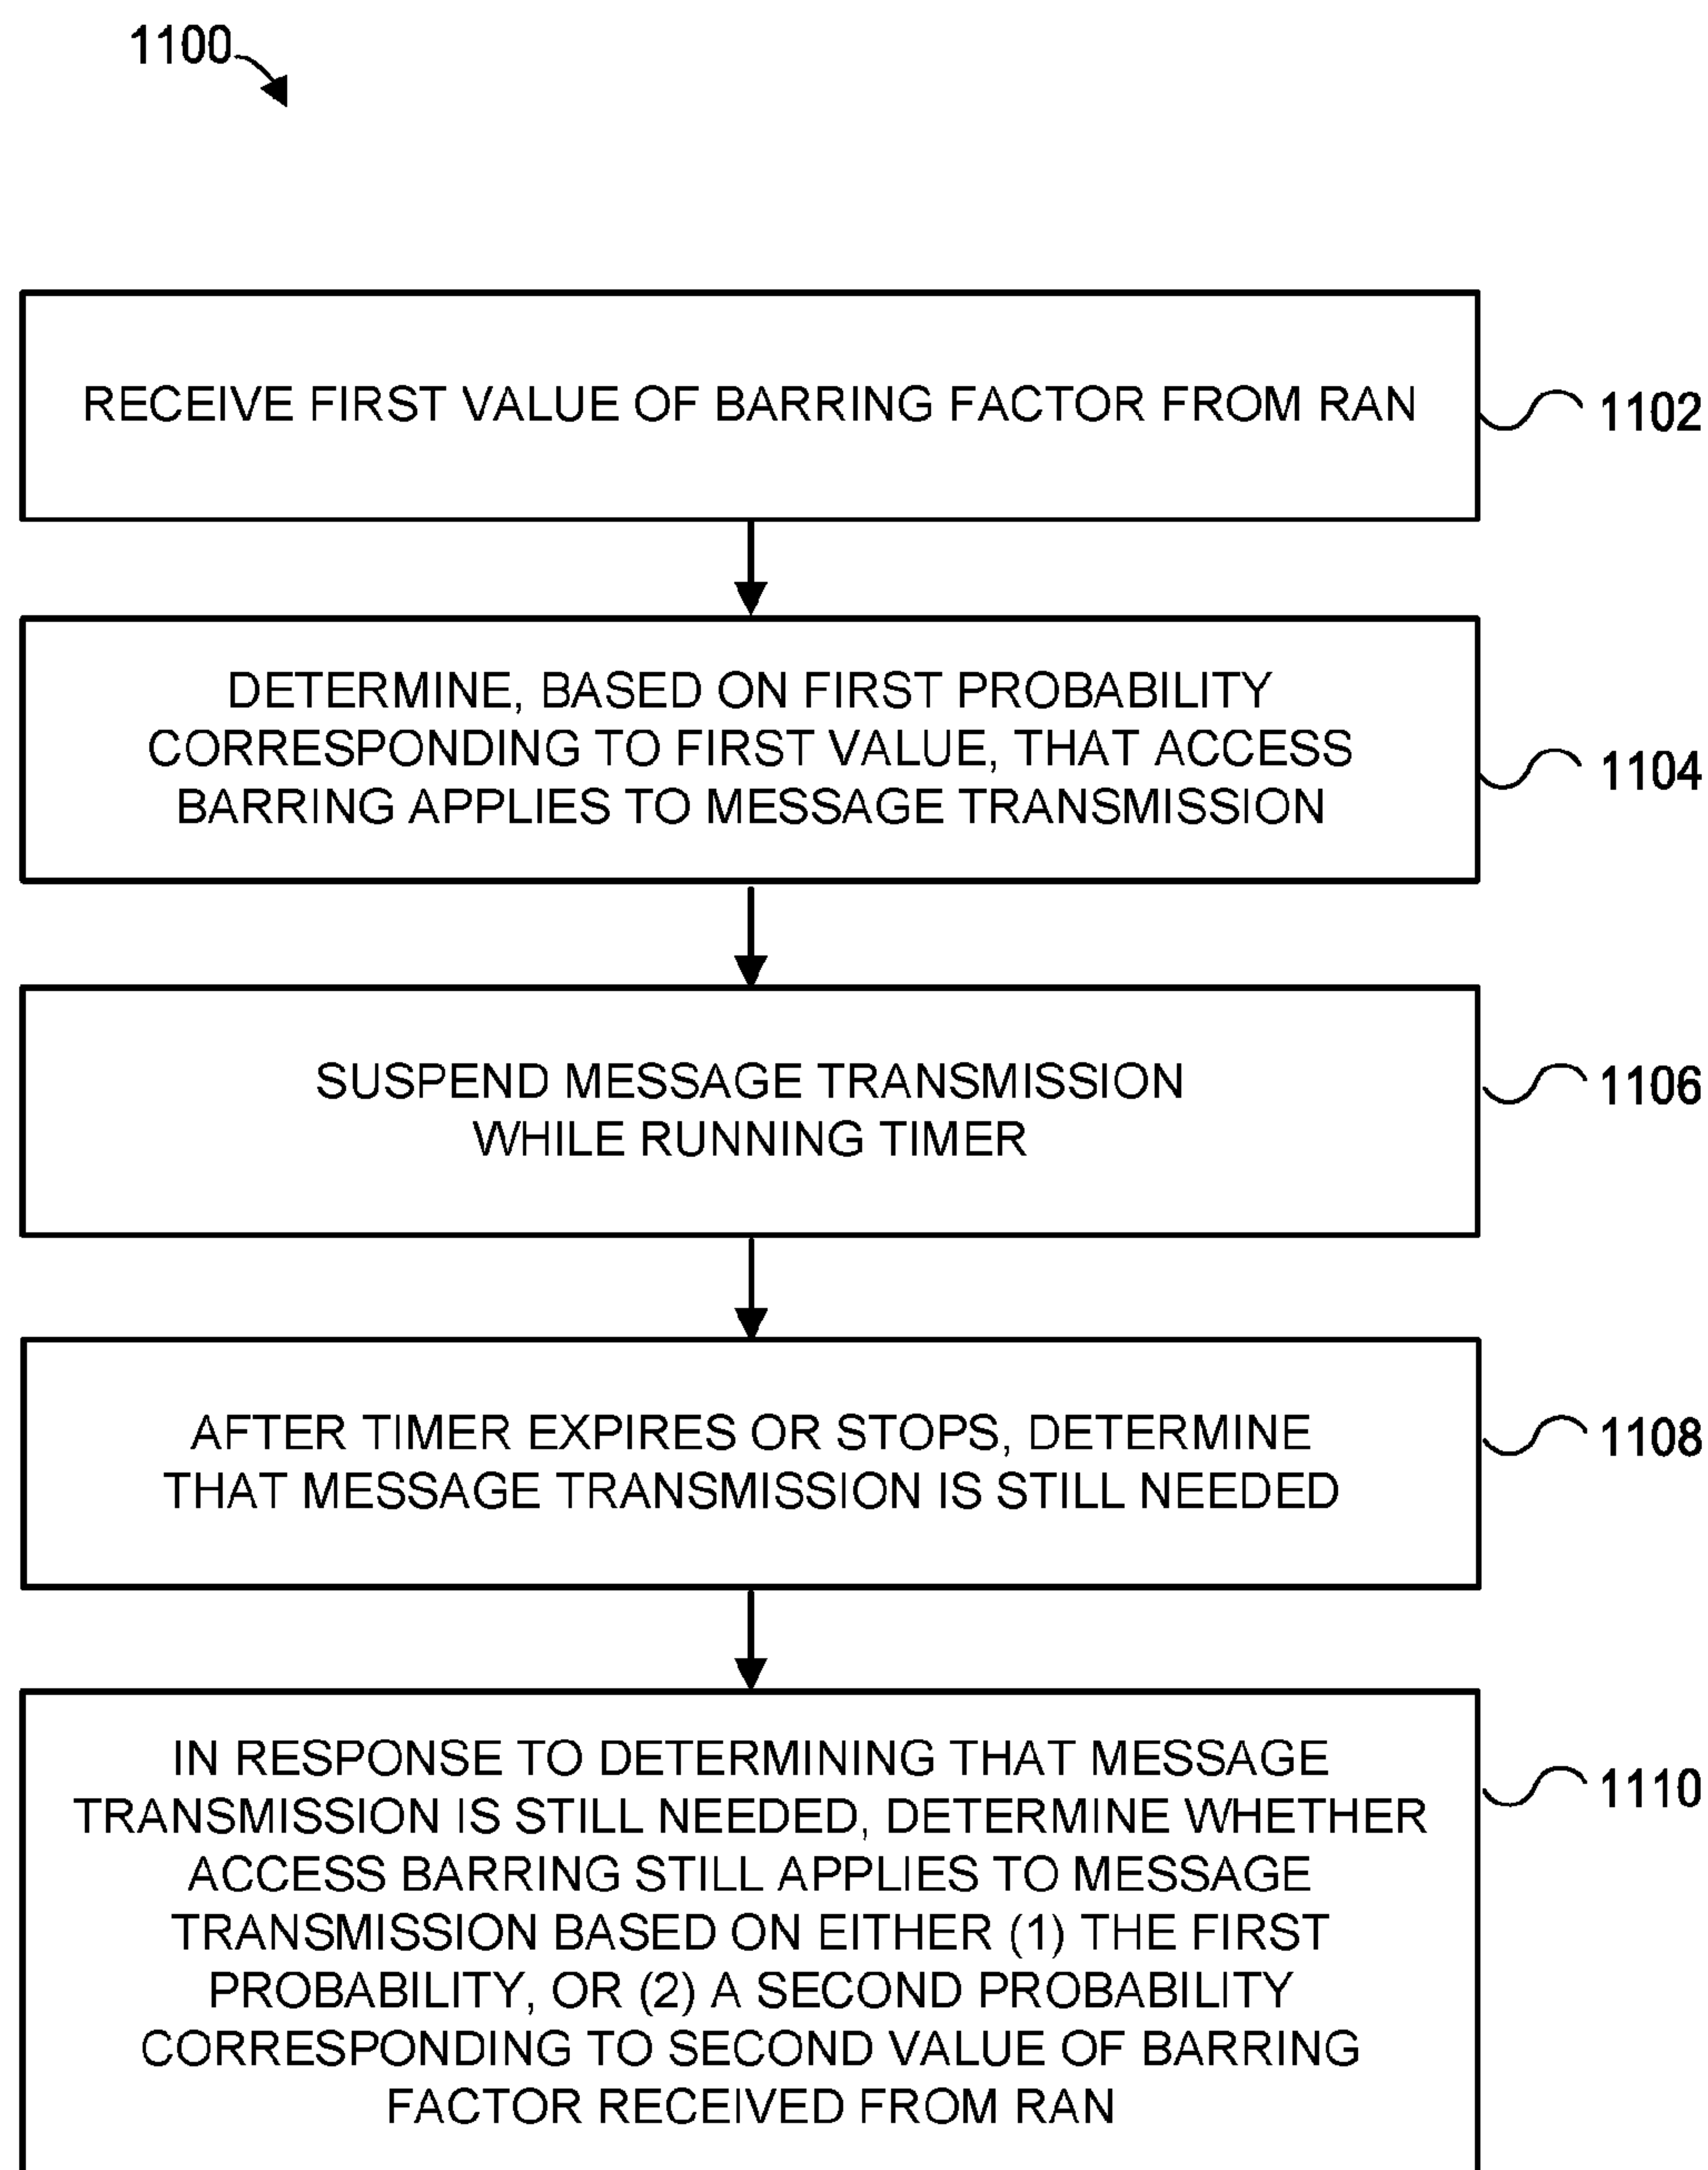 1100
RECEIVE FIRST VALUE OF BARRING FACTOR FROM RAN
1102
DETERMINE, BASED ON FIRST PROBABILITY
CORRESPONDING TO FIRST VALUE, THAT ACCESS
BARRING APPLIES TO MESSAGE TRANSMISSION
1104
SUSPEND MESSAGE TRANSMISSION
WHILE RUNNING TIMER
1106
AFTER TIMER EXPIRES OR STOPS, DETERMINE
THAT MESSAGE TRANSMISSION IS STILL NEEDED
1108
IN RESPONSE TO DETERMINING THAT MESSAGE
TRANSMISSION IS STILL NEEDED, DETERMINE WHETHER
ACCESS BARRING STILL APPLIES TO MESSAGE
TRANSMISSION BASED ON EITHER (1) THE FIRST
PROBABILITY, OR (2) A SECOND PROBABILITY
CORRESPONDING TO SECOND VALUE OF BARRING
FACTOR RECEIVED FROM RAN
1110